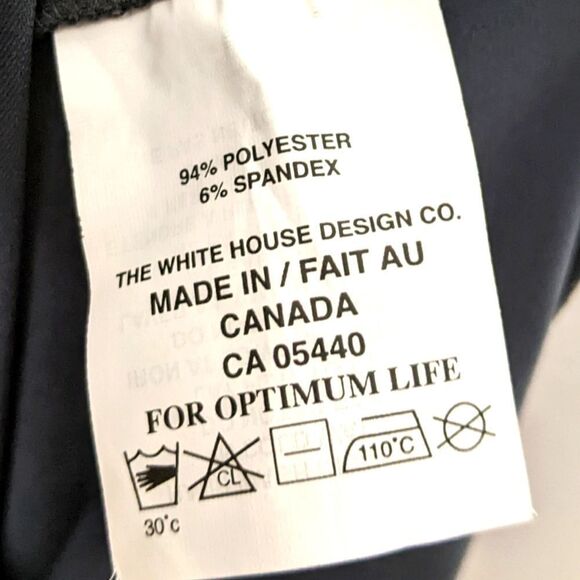 94% POLYESTER
6% SPANDEX
THE WHITE HOUSE DESIGN CO.
MADE IN / FAIT AU
CANADA
CA 05440
FOR OPTIMUM LIFE
CL
110°C
30°c